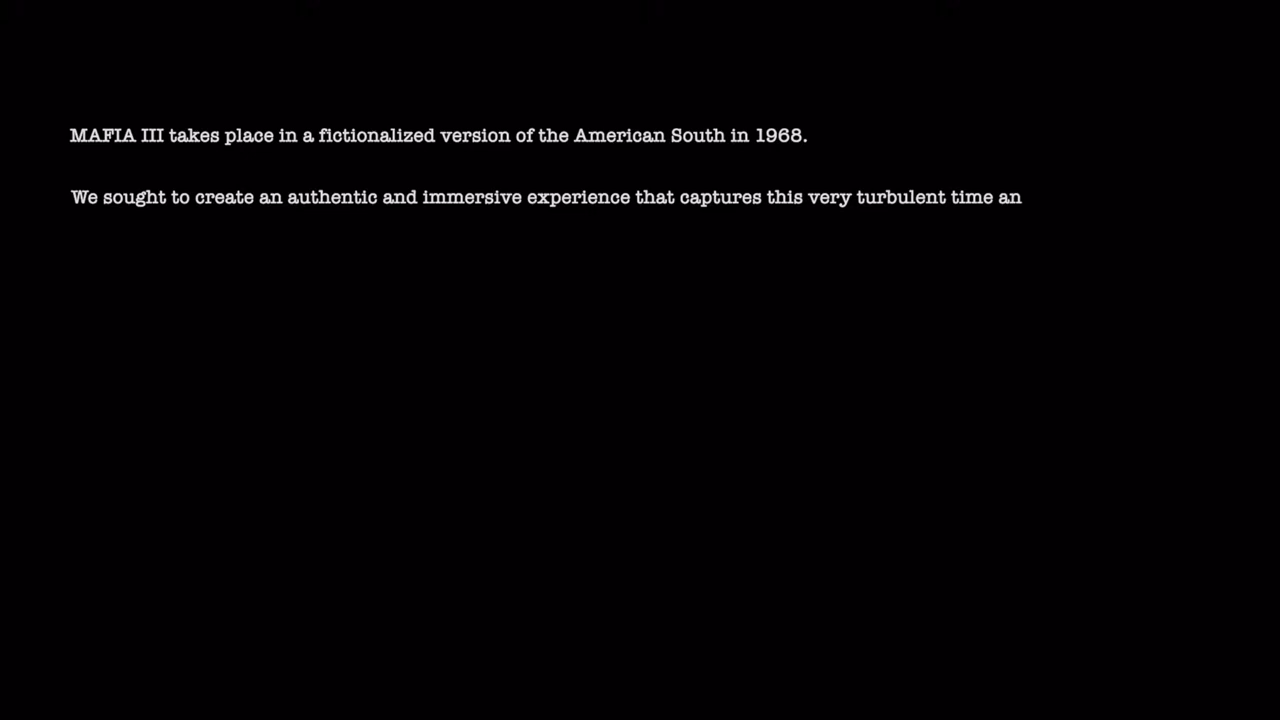 MAFIA III takes place in a fictionalized version of the American South in 1968.
We sought to create an authentic and immersive experience that captures this very turbulent time an